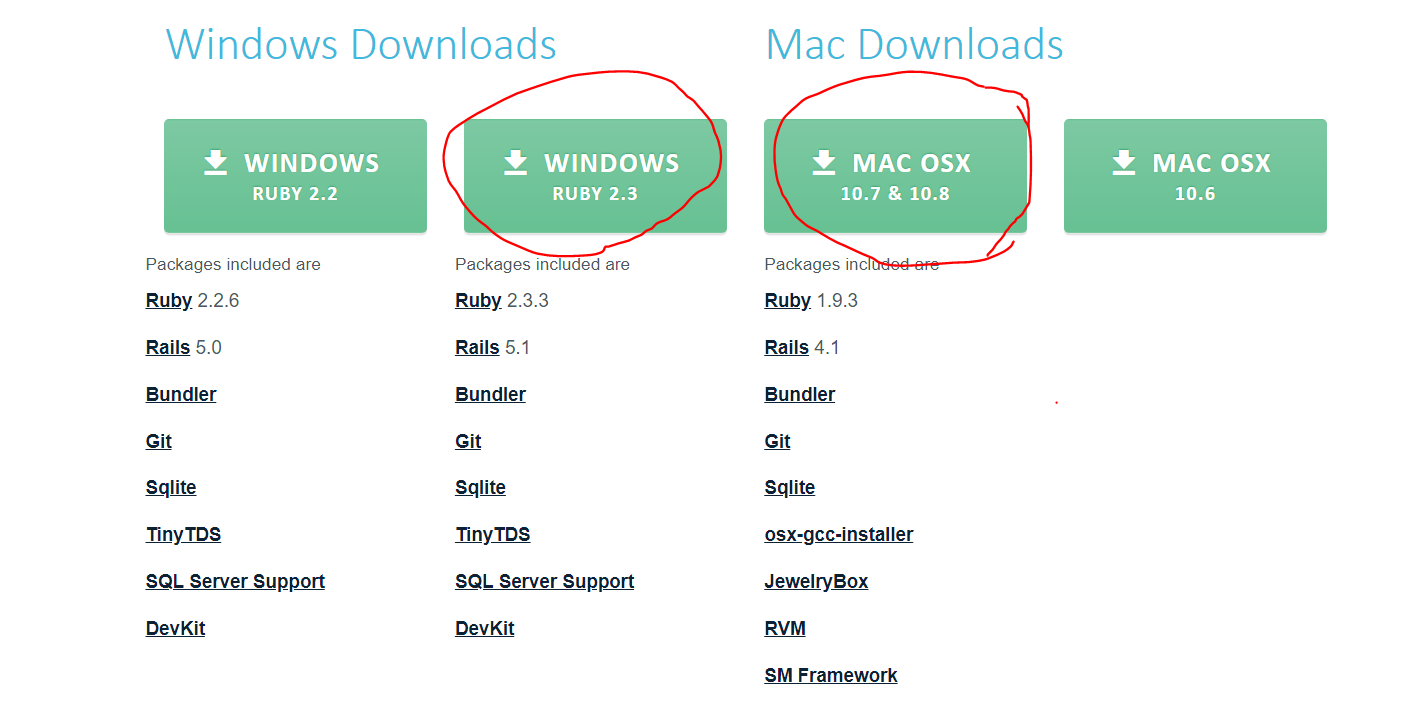 Windows Downloads
Mac Downloads
WINDOWS
RUBY 2.2
WINDOWS
RUBY 2.3
MAC OSX
10.7 & 10.8
MAC OSX
10.6
Packages included are
Ruby 2.2.6
Rails 5.0
Bundler
Git
Sqlite
TinyTDS
SQL Server Support
DevKit
Packages included are
Ruby 2.3.3
Rails 5.1
Bundler
Git
Sqlite
TinyTDS
SQL Server Support
DevKit
Packages included are
Ruby 1.9.3
Rails 4.1
Bundler
Git
Sqlite
osx-gcc-installer
JewelryBox
RVM
SM Framework